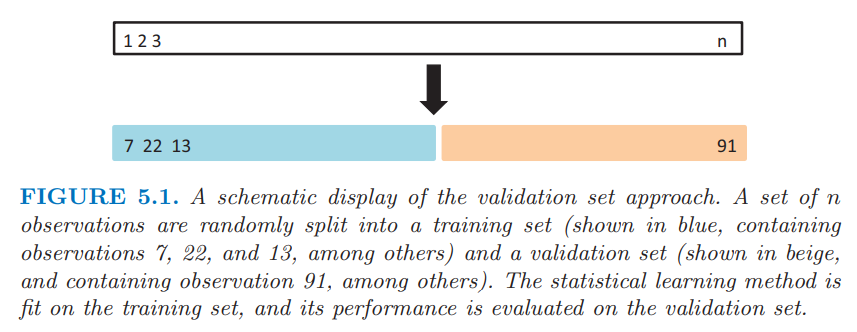 1 2 3 n
7 22 13 91
FIGURE 5.1. A schematic display of the validation set approach. A set of n
observations are randomly split into a training set (shown in blue, containing
observations 7, 22, and 13, among others) and a validation set (shown in beige,
and containing observation 91, among others). The statistical learning method is
fit on the training set, and its performance is evaluated on the validation set.